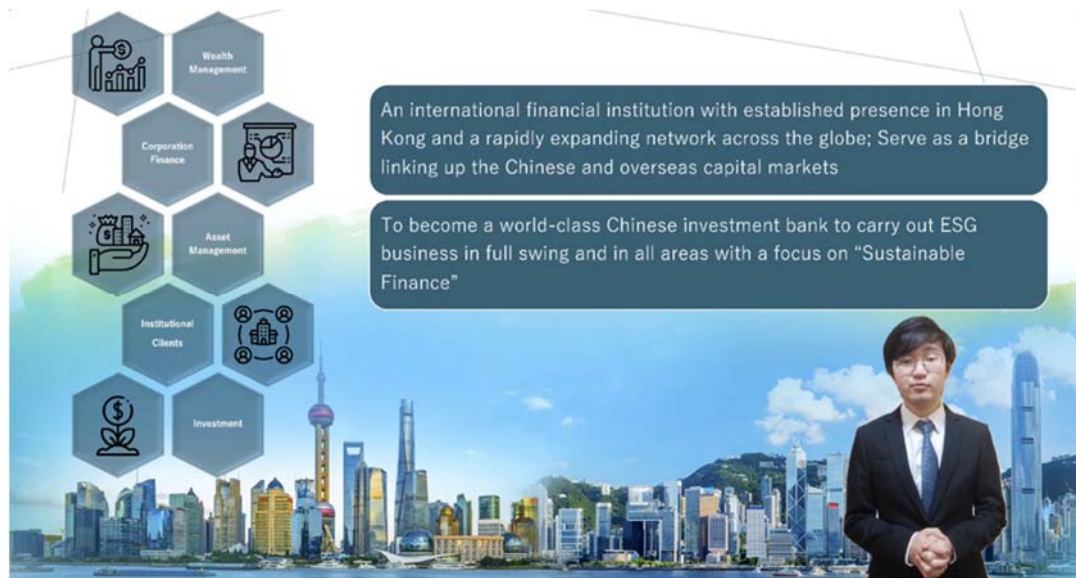 Wealth
Management
Corporation
Finance
Asset
Management
Institutional
Clients
Investment
An international financial institution with established presence in Hong
Kong and a rapidly expanding network across the globe; Serve as a bridge
linking up the Chinese and overseas capital markets
To become a world-class Chinese investment bank to carry out ESG
business in full swing and in all areas with a focus on “Sustainable
Finance”